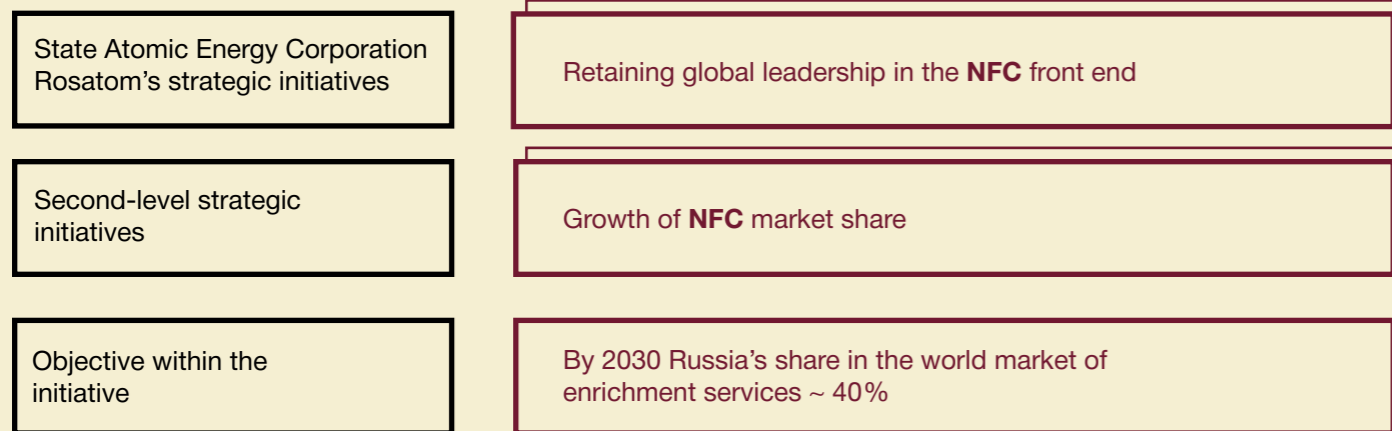 State Atomic Energy Corporation
Rosatom's strategic initiatives
Retaining global leadership in the NFC front end
Second-level strategic
initiatives
Growth of NFC market share
Objective within the
initiative
By 2030 Russia's share in the world market of
enrichment services ~ 40%